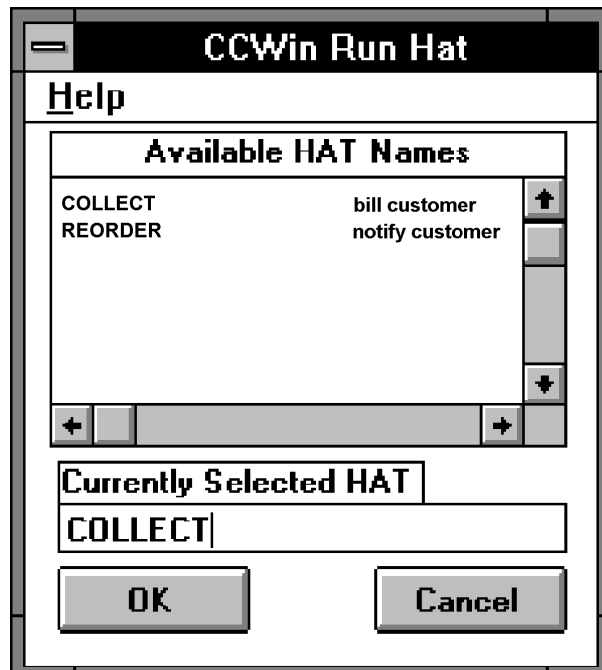 CCWin Run Hat
Help
Available HAT Names
COLLECT bill customer
REORDER notify customer
Currently Selected HAT
COLLECT
OK Cancel